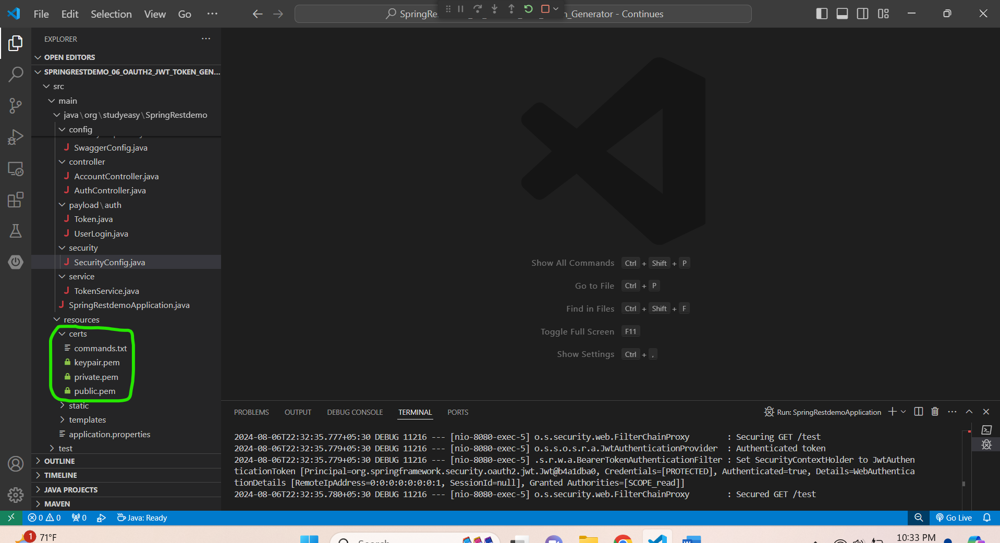 File Edit Selection View Go ···
SpringRe
n_Generator - Continues
EXPLORER
OPEN EDITORS
SPRINGRESTDEMO_06_OAUTH2_JWT_TOKEN_GEN...
src
main
java\org\studyeasy\SpringRestdemo
config
SwaggerConfig.java
controller
AccountController.java
AuthController.java
payload\auth
Token.java
UserLogin.java
security
SecurityConfig.java
service
TokenService.java
SpringRestdemoApplication.java
resources
certs
commands.txt
keypair.pem
private.pem
public.pem
static
templates
application.properties
test
OUTLINE
TIMELINE
JAVA PROJECTS
MAVEN
Show All Commands Ctrl + Shift + P
Go to File Ctrl + P
Find in Files Ctrl + Shift + F
Toggle Full Screen F11
Show Settings Ctrl + ,
PROBLEMS OUTPUT DEBUG CONSOLE TERMINAL PORTS
Run: SpringRestdemoApplication
2024-08-06T22:32:35.777+05:30 DEBUG 11216 --- [nio-8080-exec-5] o.s.security.web.FilterChainProxy : Securing GET /test
2024-08-06T22:32:35.779+05:30 DEBUG 11216 --- [nio-8080-exec-5] o.s.s.o.s.r.a.JwtAuthenticationProvider : Authenticated token
2024-08-06T22:32:35.779+05:30 DEBUG 11216 --- [nio-8080-exec-5] .s.r.w.a.BearerTokenAuthenticationFilter : Set SecurityContextHolder to JwtAuthen
ticationToken [Principal=org.springframework.security.oauth2.jwt.Jwt@b4a1dba0, Credentials=[PROTECTED], Authenticated=true, Details=WebAuthentica
tionDetails [RemoteIpAddress=0:0:0:0:0:0:0:1, SessionId=null], Granted Authorities=[SCOPE_read]]
2024-08-06T22:32:35.780+05:30 DEBUG 11216 --- [nio-8080-exec-5] o.s.security.web.FilterChainProxy : Secured GET /test
0 0 0 Java: Ready
Go Live
1 71°F
Search
10:33 PM